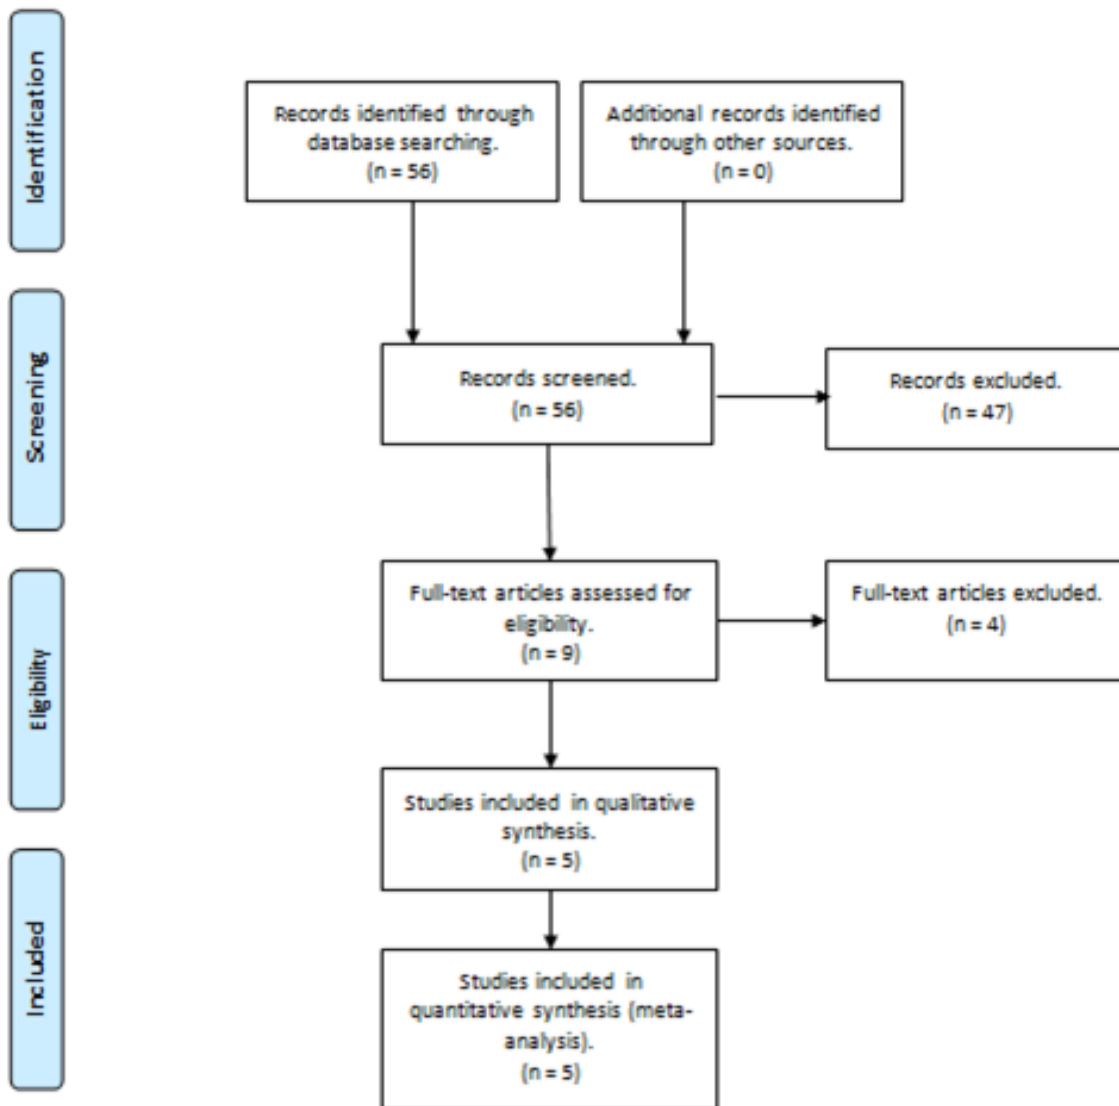 Identification
Records identified through
database searching.
(n = 56)
Additional records identified
through other sources.
(n = 0)
Screening
Records screened.
(n = 56)
Records excluded.
(n = 47)
Eligibility
Full-text articles assessed for
eligibility.
(n = 9)
Full-text articles excluded.
(n = 4)
Studies included in qualitative
synthesis.
(n = 5)
Included
Studies included in
quantitative synthesis (meta-
analysis).
(n = 5)